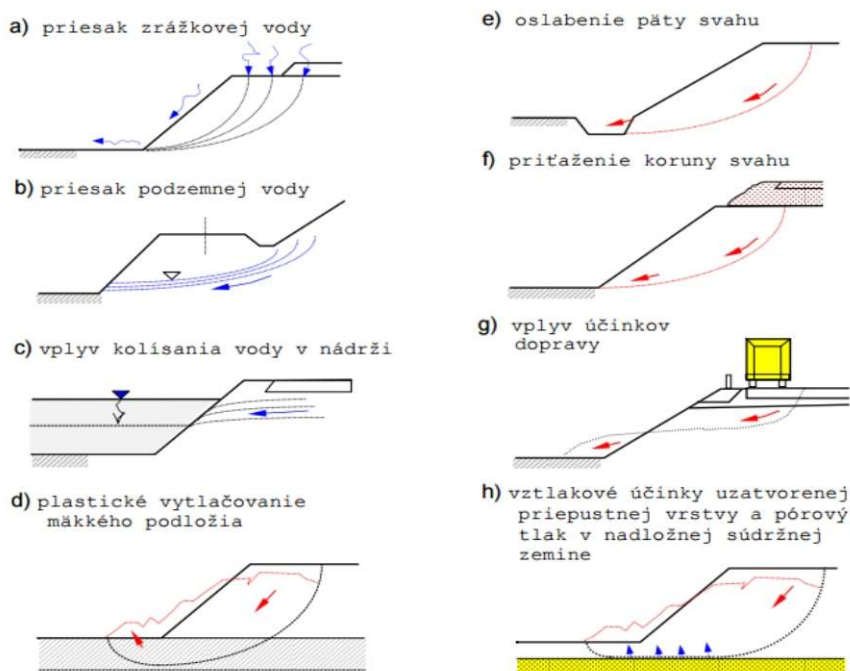 a) priesak zrážkovej vody
b) priesak podzemnej vody
c) vplyv kolísania vody v nádrži
d) plastické vytlačovanie
mäkkého podložia
e) oslabenie päty svahu
f) priťaženie koruny svahu
g) vplyv účinkov
dopravy
h) vztlakové účinky uzatvorenej
priepustnej vrstvy a pórový
tlak v nadložnej súdržnej
zemine